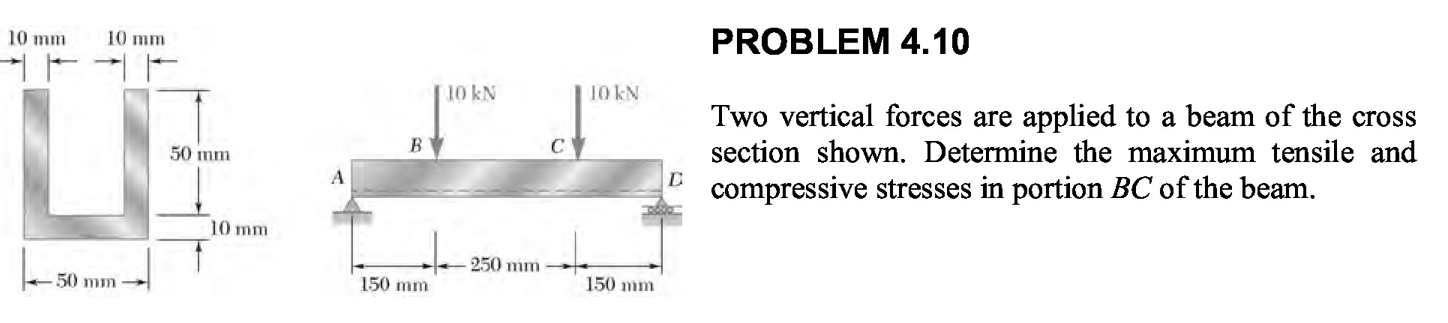 10 mm 10 mm
50 mm
10 mm
50 mm
10 kN 10 kN
B C
A D
250 mm
150 mm 150 mm
PROBLEM 4.10
Two vertical forces are applied to a beam of the cross
section shown. Determine the maximum tensile and
compressive stresses in portion BC of the beam.